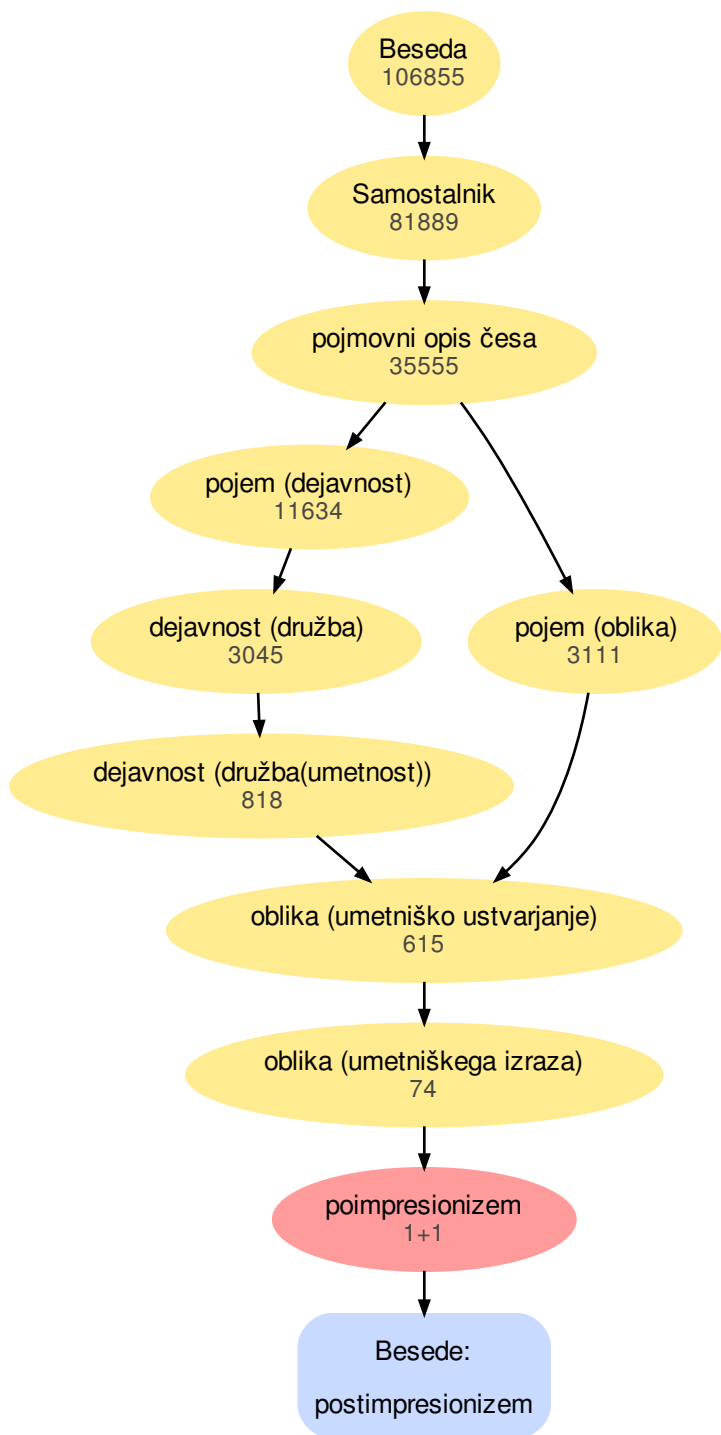 Beseda
106855
Samostalnik
81889
pojmovni opis česa
35555
pojem (dejavnost)
11634
dejavnost (družba)
3045
pojem (oblika)
3111
dejavnost (družba(umetnost))
818
oblika (umetniško ustvarjanje)
615
oblika (umetniškega izraza)
74
poimpresionizem
1+1
Besede:
postimpresionizem